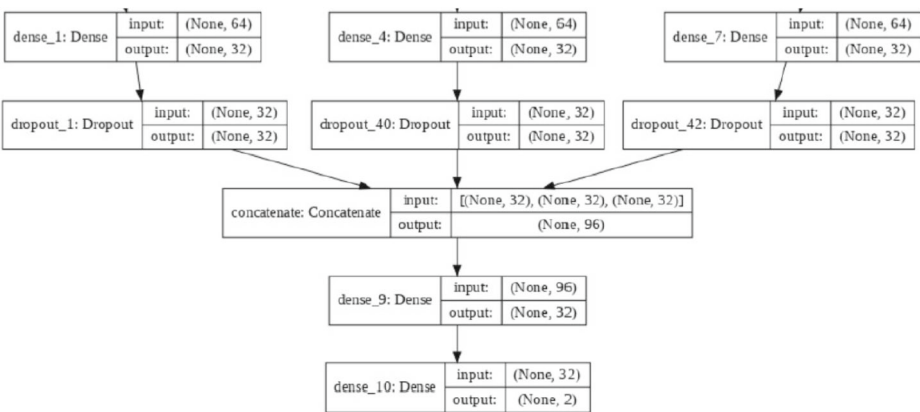 dense_1: Dense input: (None, 64) output: (None, 32)
dense_4: Dense input: (None, 64) output: (None, 32)
dense_7: Dense input: (None, 64) output: (None, 32)
dropout_1: Dropout input: (None, 32) output: (None, 32)
dropout_40: Dropout input: (None, 32) output: (None, 32)
dropout_42: Dropout input: (None, 32) output: (None, 32)
concatenate: Concatenate input: [(None, 32), (None, 32), (None, 32)] output: (None, 96)
dense_9: Dense input: (None, 96) output: (None, 32)
dense_10: Dense input: (None, 32) output: (None, 2)